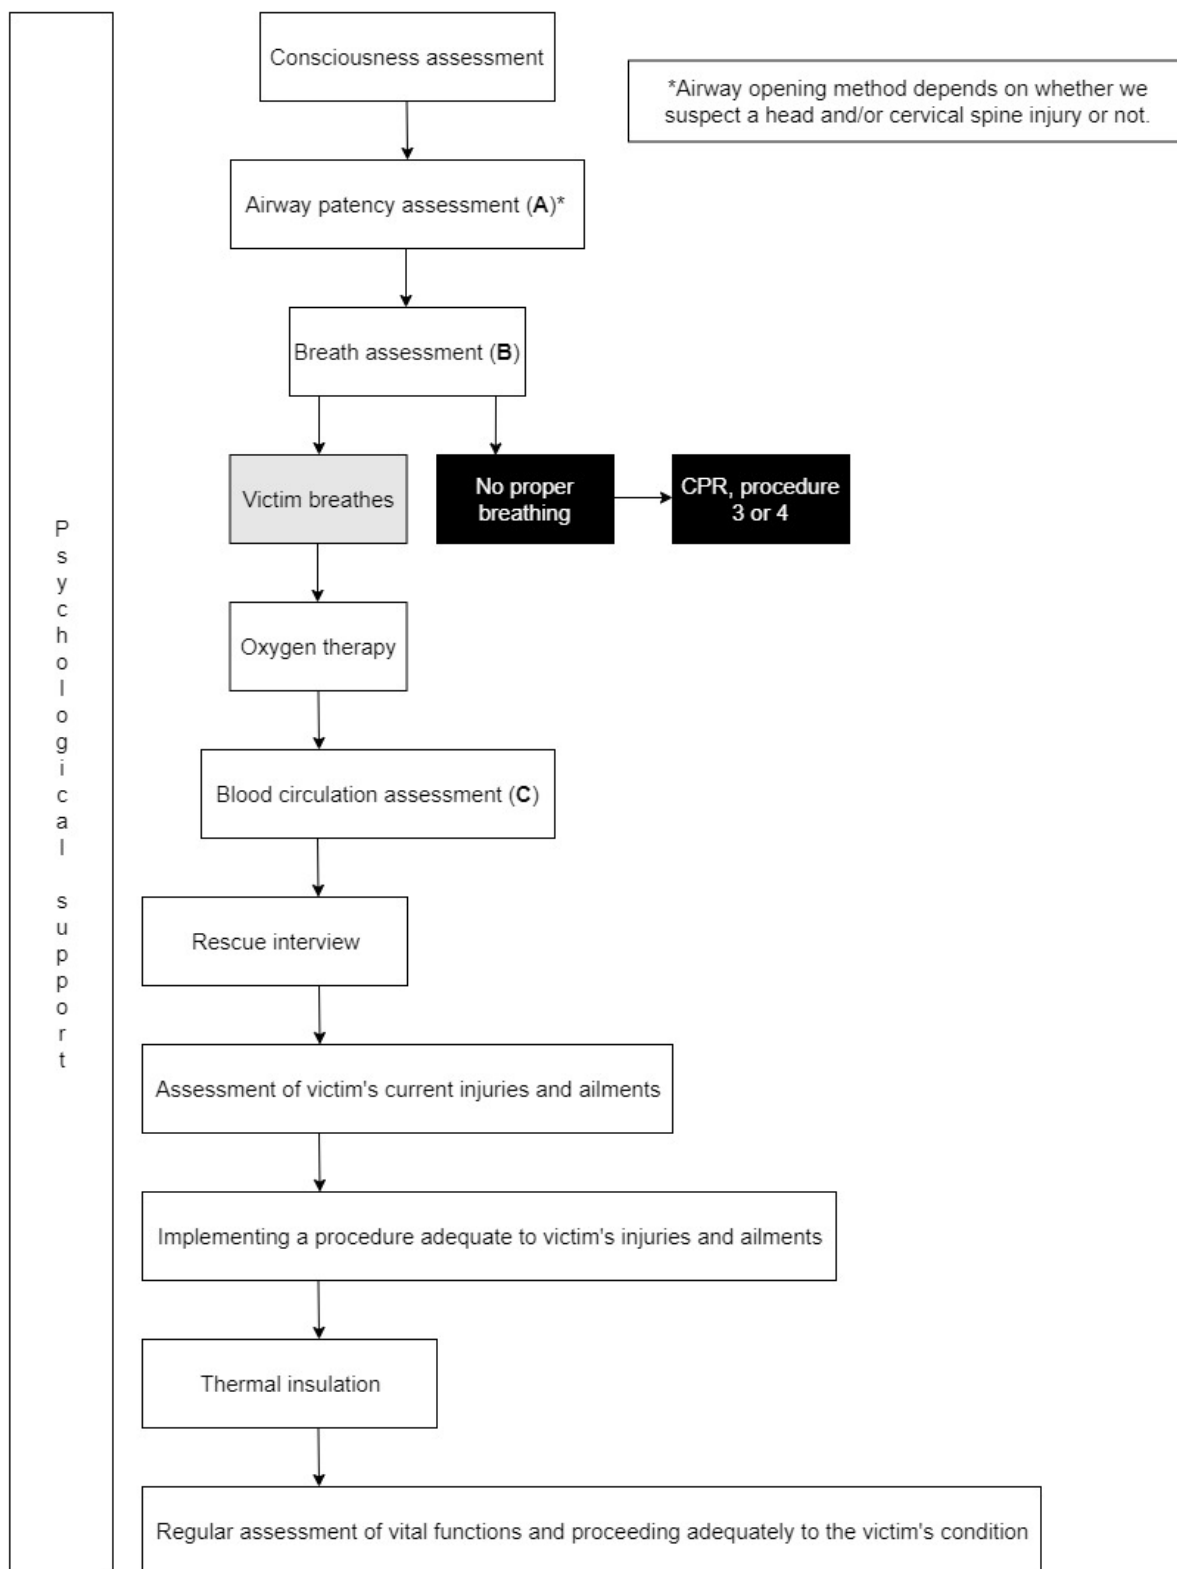 Consciousness assessment
*Airway opening method depends on whether we
suspect a head and/or cervical spine injury or not.
Airway patency assessment (A)*
Breath assessment (B)
Victim breathes
No proper
breathing
CPR, procedure
3 or 4
Oxygen therapy
Blood circulation assessment (C)
Rescue interview
Assessment of victim's current injuries and ailments
Implementing a procedure adequate to victim's injuries and ailments
Thermal insulation
Regular assessment of vital functions and proceeding adequately to the victim's condition
Psychological support